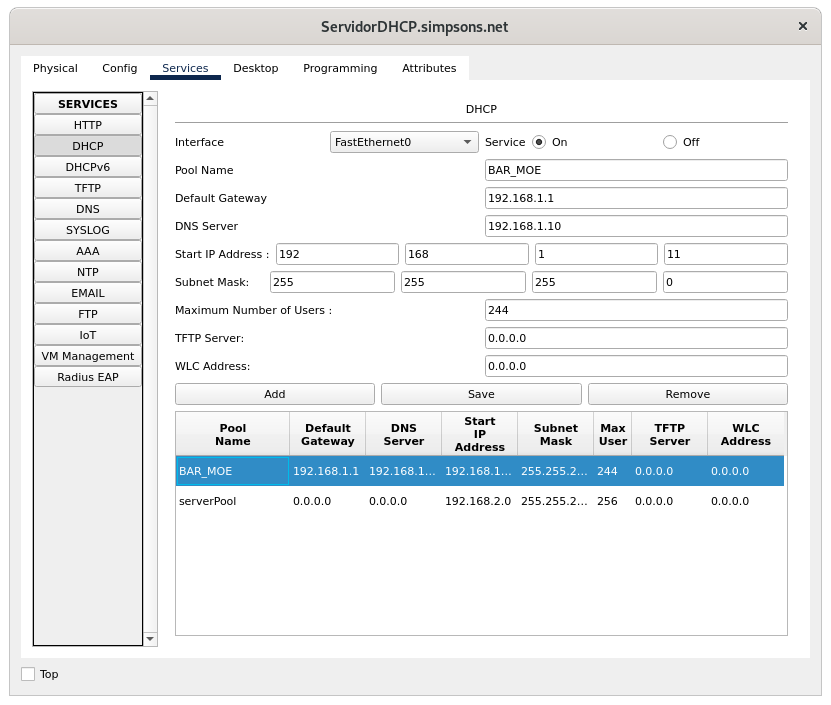 ServidorDHCP.simpsons.net
Physical Config Services Desktop Programming Attributes
SERVICES
HTTP
DHCP
DHCPv6
TFTP
DNS
SYSLOG
AAA
NTP
EMAIL
FTP
IoT
VM Management
Radius EAP
DHCP
Interface FastEthernet0 Service On Off
Pool Name BAR_MOE
Default Gateway 192.168.1.1
DNS Server 192.168.1.10
Start IP Address : 192 168 1 11
Subnet Mask: 255 255 255 0
Maximum Number of Users : 244
TFTP Server: 0.0.0.0
WLC Address: 0.0.0.0
Add Save Remove
Pool Name Default Gateway DNS Server Start IP Address Subnet Mask Max User TFTP Server WLC Address
BAR_MOE 192.168.1.1 192.168.1... 192.168.1... 255.255.2... 244 0.0.0.0 0.0.0.0
serverPool 0.0.0.0 0.0.0.0 192.168.2.0 255.255.2... 256 0.0.0.0 0.0.0.0
Top